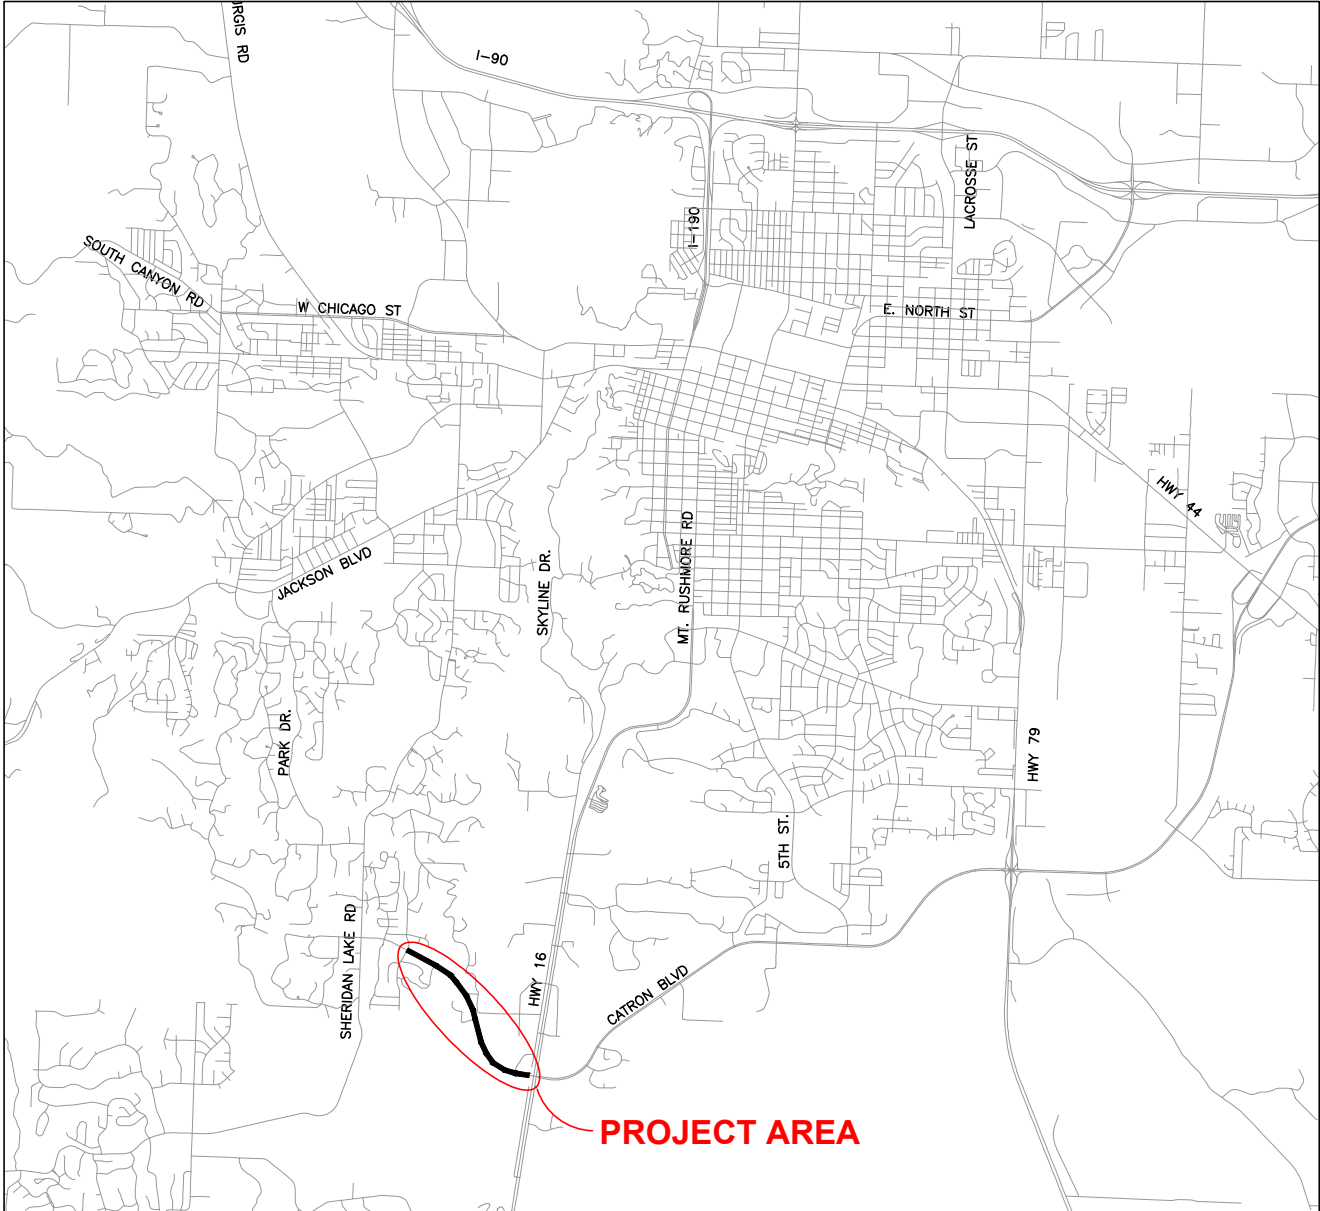 URGIS RD
I-90
LACROSSE ST
I-190
SOUTH CANYON RD
W CHICAGO ST
E. NORTH ST
HWY 44
JACKSON BLVD
SKYLINE DR.
MT. RUSHMORE RD
PARK DR.
HWY 79
5TH ST.
SHERIDAN LAKE RD
HWY 16
CATRON BLVD
PROJECT AREA